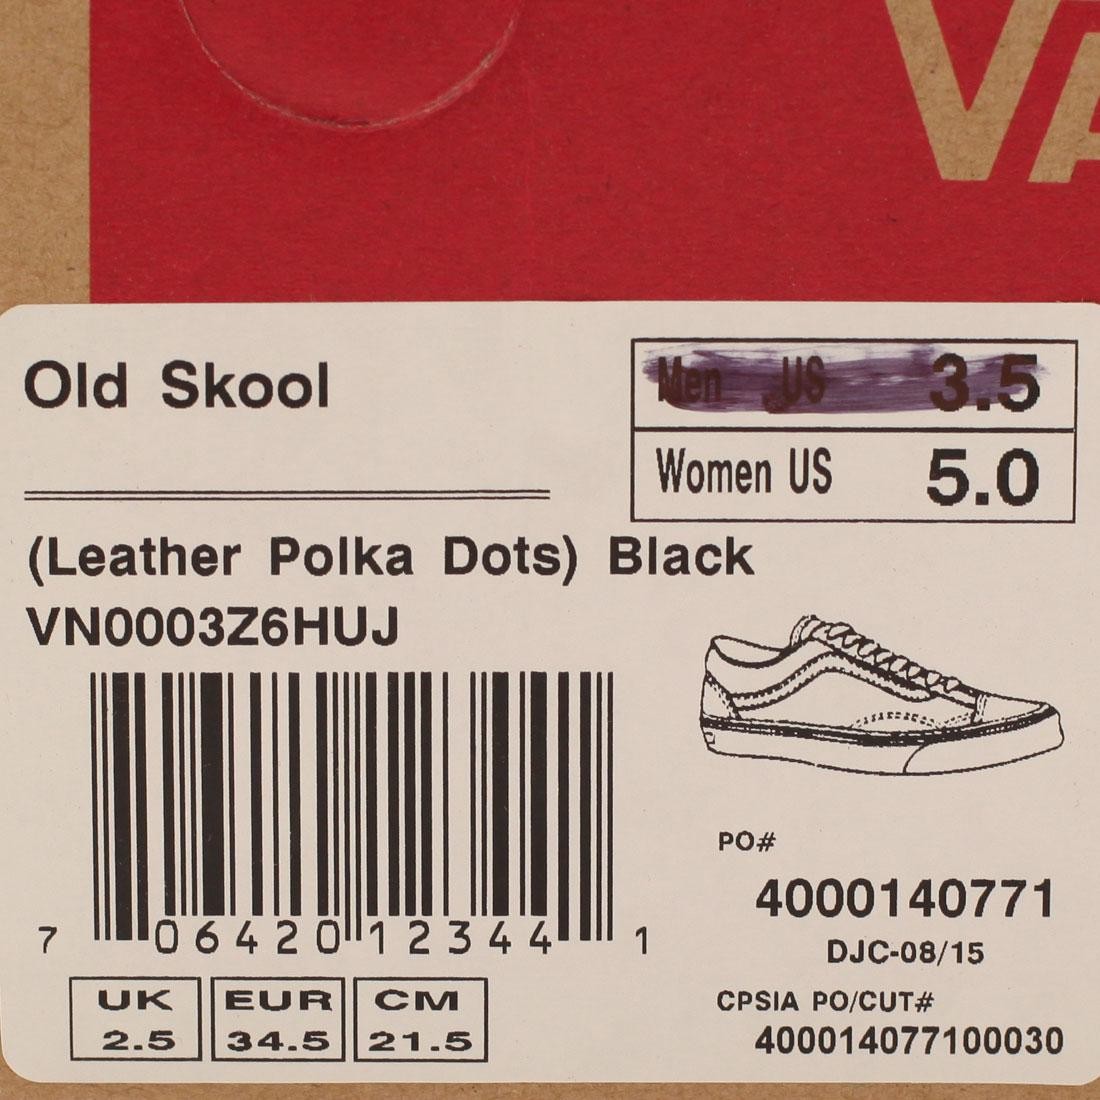 VA
Old Skool
Men US 3.5
Women US 5.0
(Leather Polka Dots) Black
VN0003Z6HUJ
7 06420 12344 1
PO#
4000140771
DJC-08/15
CPSIA PO/CUT#
400014077100030
UK EUR CM
2.5 34.5 21.5